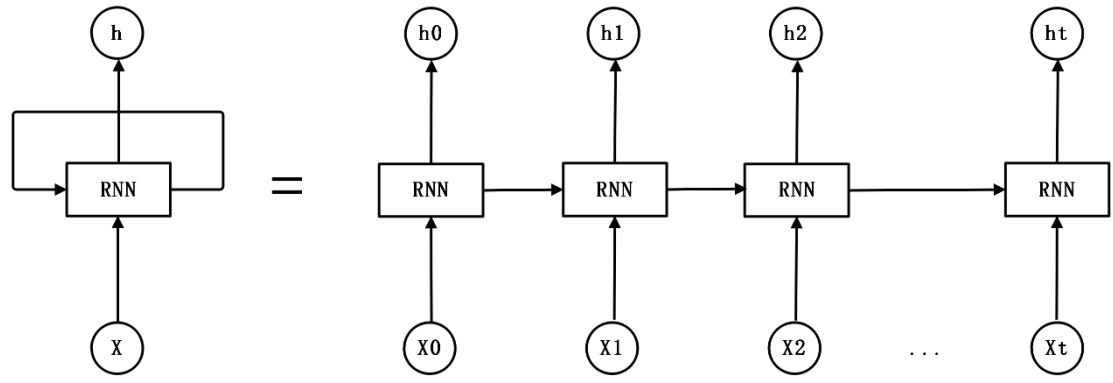 h h0 h1 h2 ht
RNN = RNN RNN RNN RNN
X X0 X1 X2 ... Xt